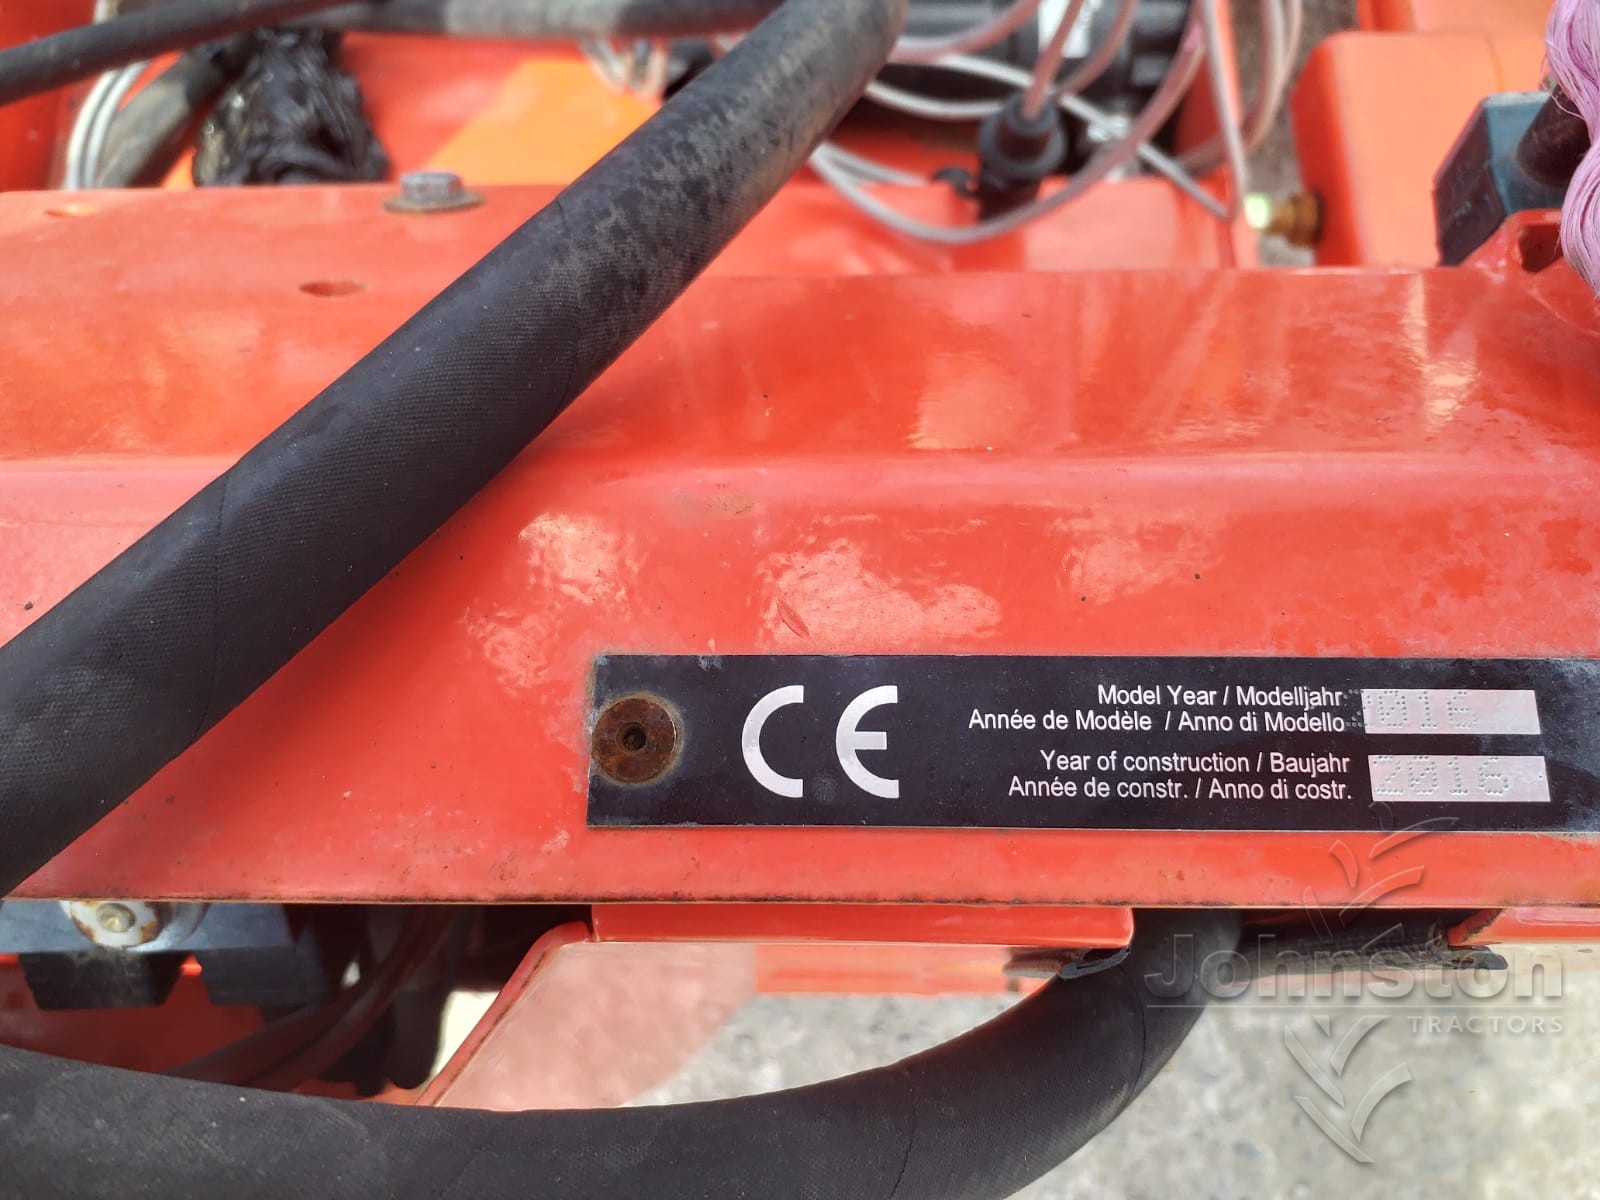 CE
Model Year / Modelljahr 2016
Année de Modèle / Anno di Modello
Year of construction / Baujahr 2016
Année de constr. / Anno di costr.
Johnston
TRACTORS